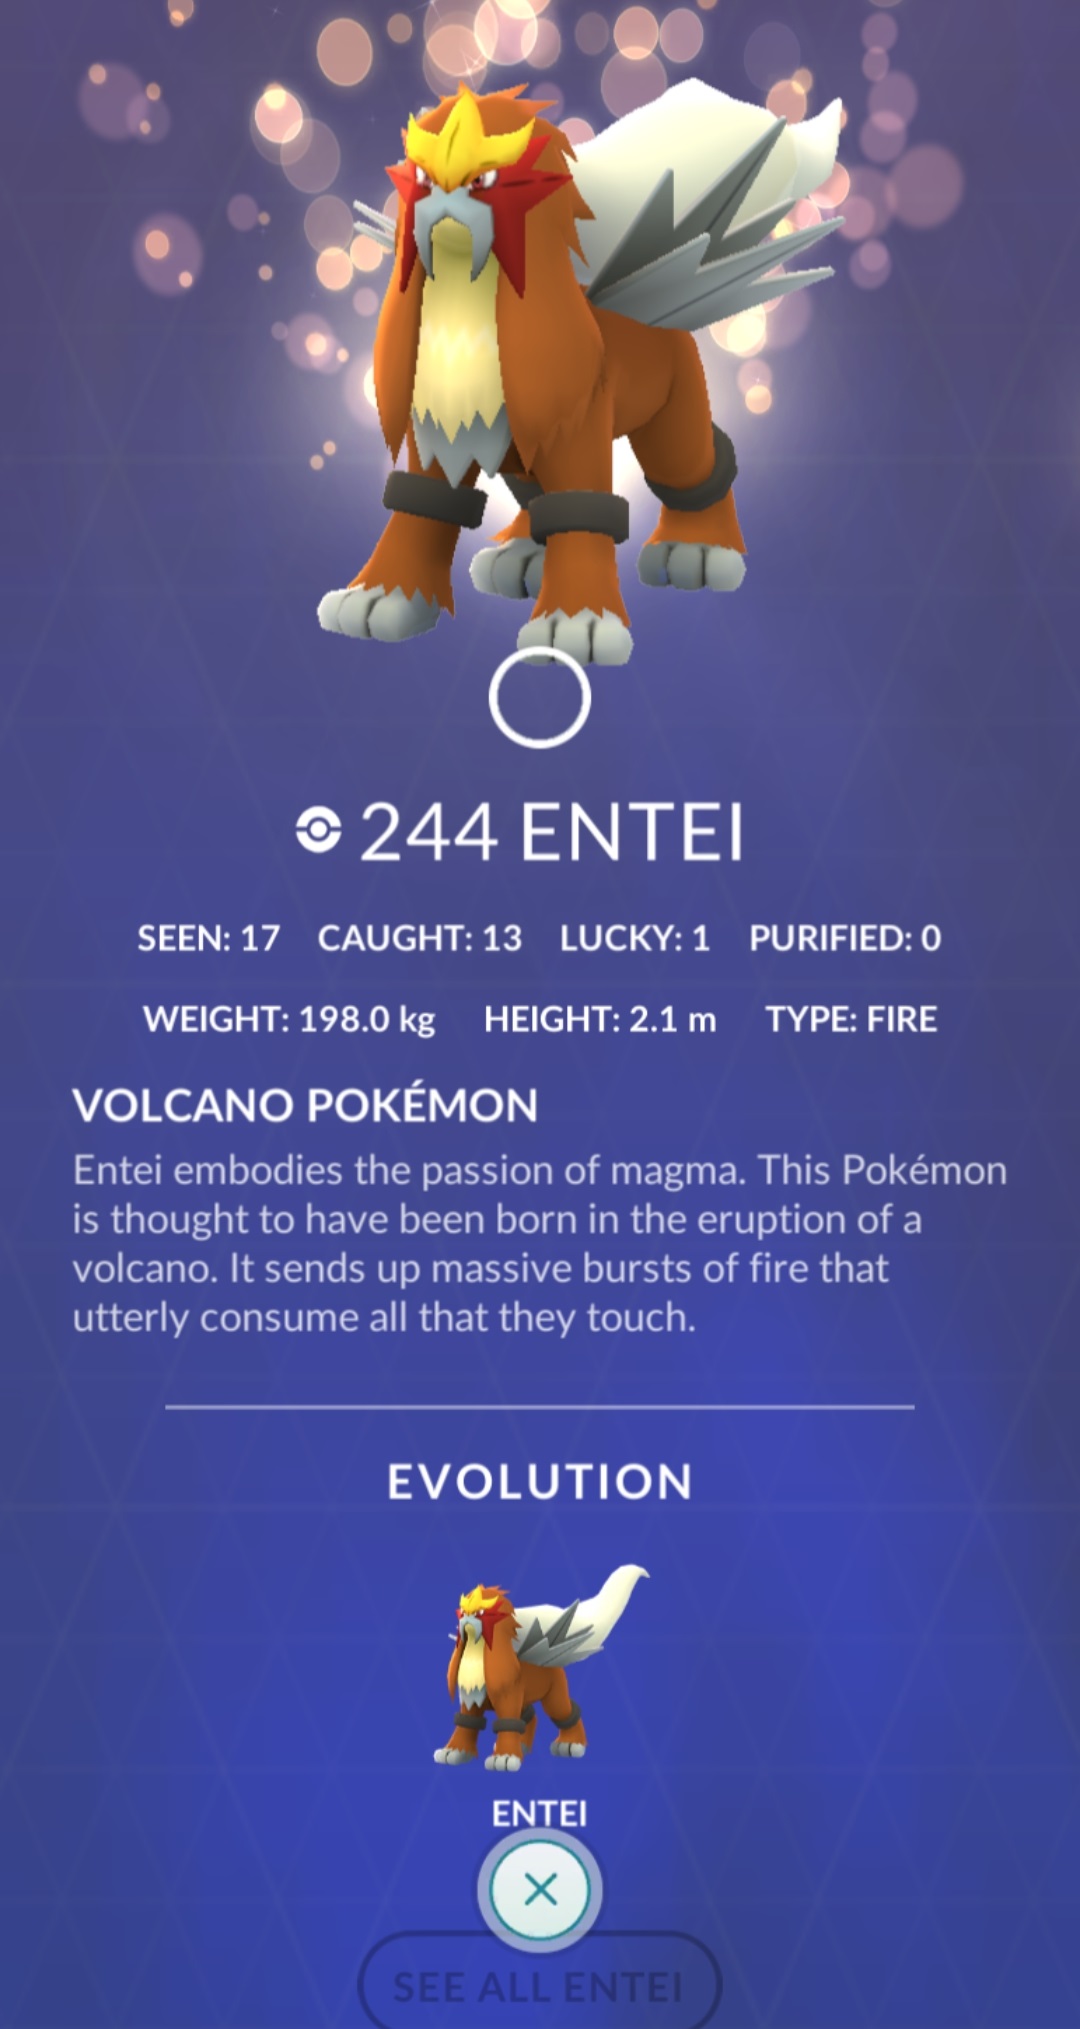 244 ENTEI
SEEN: 17 CAUGHT: 13 LUCKY: 1 PURIFIED: 0
WEIGHT: 198.0 kg HEIGHT: 2.1 m TYPE: FIRE
VOLCANO POKÉMON
Entei embodies the passion of magma. This Pokémon
is thought to have been born in the eruption of a
volcano. It sends up massive bursts of fire that
utterly consume all that they touch.
EVOLUTION
ENTEI
SEE ALL ENTEI